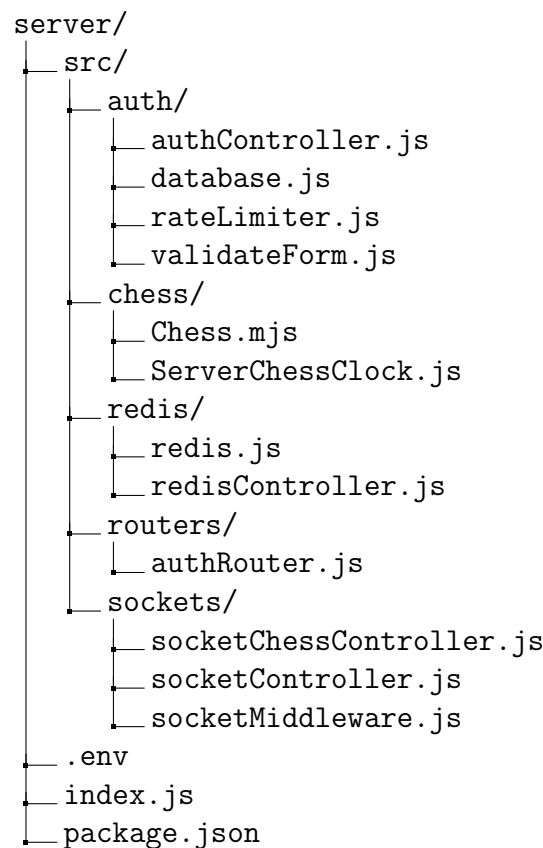 server/
src/
auth/
authController.js
database.js
rateLimiter.js
validateForm.js
chess/
Chess.mjs
ServerChessClock.js
redis/
redis.js
redisController.js
routers/
authRouter.js
sockets/
socketChessController.js
socketController.js
socketMiddleware.js
.env
index.js
package.json